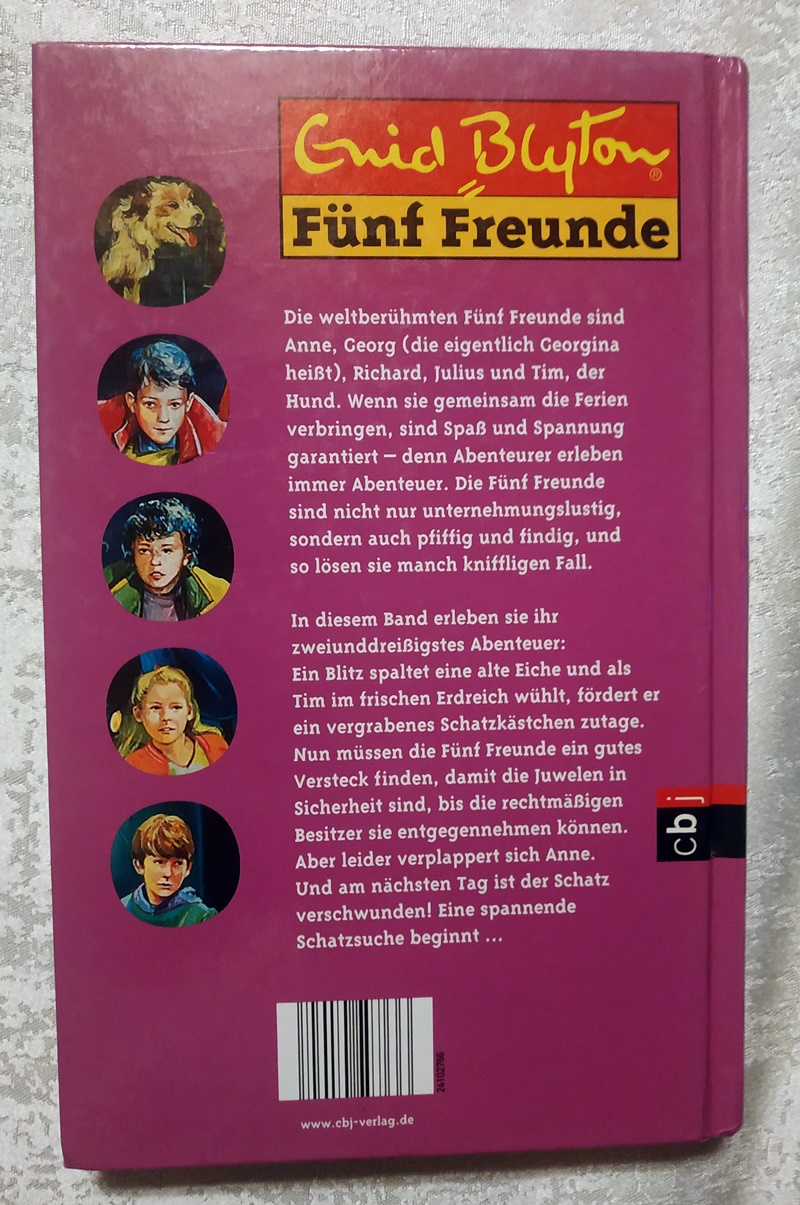 Enid Blyton®
Fünf Freunde
Die weltberühmten Fünf Freunde sind
Anne, Georg (die eigentlich Georgina
heißt), Richard, Julius und Tim, der
Hund. Wenn sie gemeinsam die Ferien
verbringen, sind Spaß und Spannung
garantiert – denn Abenteurer erleben
immer Abenteuer. Die Fünf Freunde
sind nicht nur unternehmungslustig,
sondern auch pfiffig und findig, und
so lösen sie manch kniffligen Fall.
In diesem Band erleben sie ihr
zweiunddreißigstes Abenteuer:
Ein Blitz spaltet eine alte Eiche und als
Tim im frischen Erdreich wühlt, fördert er
ein vergrabenes Schatzkästchen zutage.
Nun müssen die Fünf Freunde ein gutes
Versteck finden, damit die Juwelen in
Sicherheit sind, bis die rechtmäßigen
Besitzer sie entgegennehmen können.
Aber leider verplappert sich Anne.
Und am nächsten Tag ist der Schatz
verschwunden! Eine spannende
Schatzsuche beginnt ...
cbj
24102786
www.cbj-verlag.de